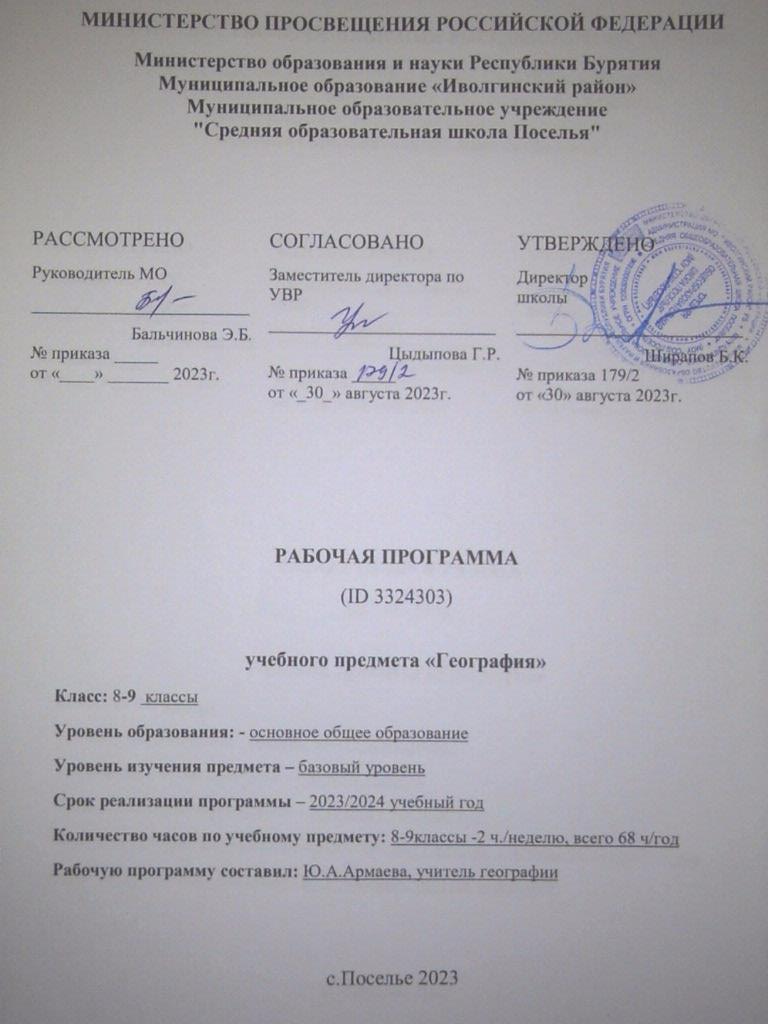 МИНИСТЕРСТВО ПРОСВЕЩЕНИЯ РОССИЙСКОЙ ФЕДЕРАЦИИ
Министерство образования и науки Республики Бурятия
Муниципальное образование «Иволгинский район»
Муниципальное образовательное учреждение
"Средняя образовательная школа Поселья"
РАССМОТРЕНО
Руководитель МО
Бальчинова Э.Б.
№ приказа _____
от «____» _______ 2023г.
СОГЛАСОВАНО
Заместитель директора по
УВР
Цыдыпова Г.Р.
№ приказа 179/2
от «_30_» августа 2023г.
УТВЕРЖДЕНО
Директор
школы
Ширапов Б.К.
№ приказа 179/2
от «30» августа 2023г.
РАБОЧАЯ ПРОГРАММА
(ID 3324303)
учебного предмета «География»
Класс: 8-9 классы
Уровень образования: - основное общее образование
Уровень изучения предмета – базовый уровень
Срок реализации программы – 2023/2024 учебный год
Количество часов по учебному предмету: 8-9классы -2 ч./неделю, всего 68 ч/год
Рабочую программу составил: Ю.А.Армаева, учитель географии
с.Поселье 2023